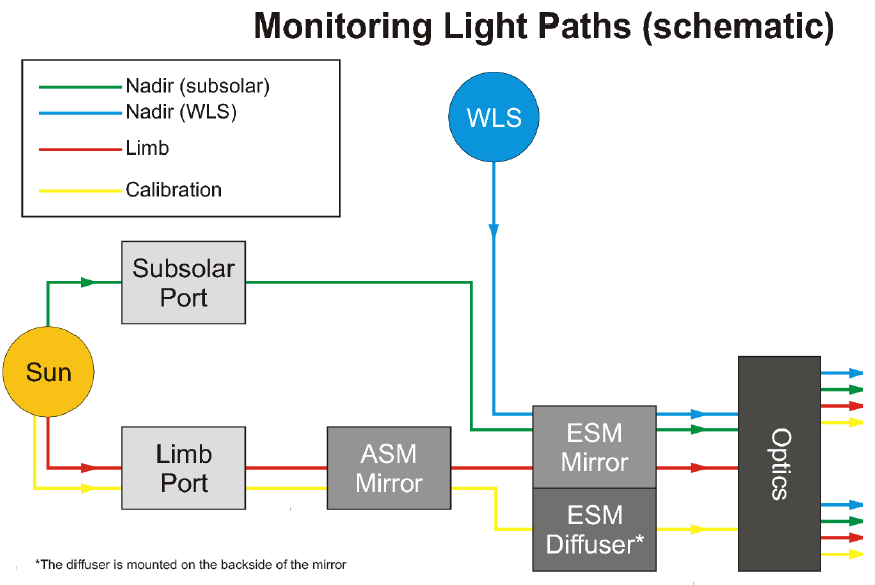 Monitoring Light Paths (schematic)
Nadir (subsolar)
Nadir (WLS)
Limb
Calibration
WLS
Subsolar
Port
Sun
Limb
Port
ASM
Mirror
ESM
Mirror
ESM
Diffuser*
Optics
*The diffuser is mounted on the backside of the mirror